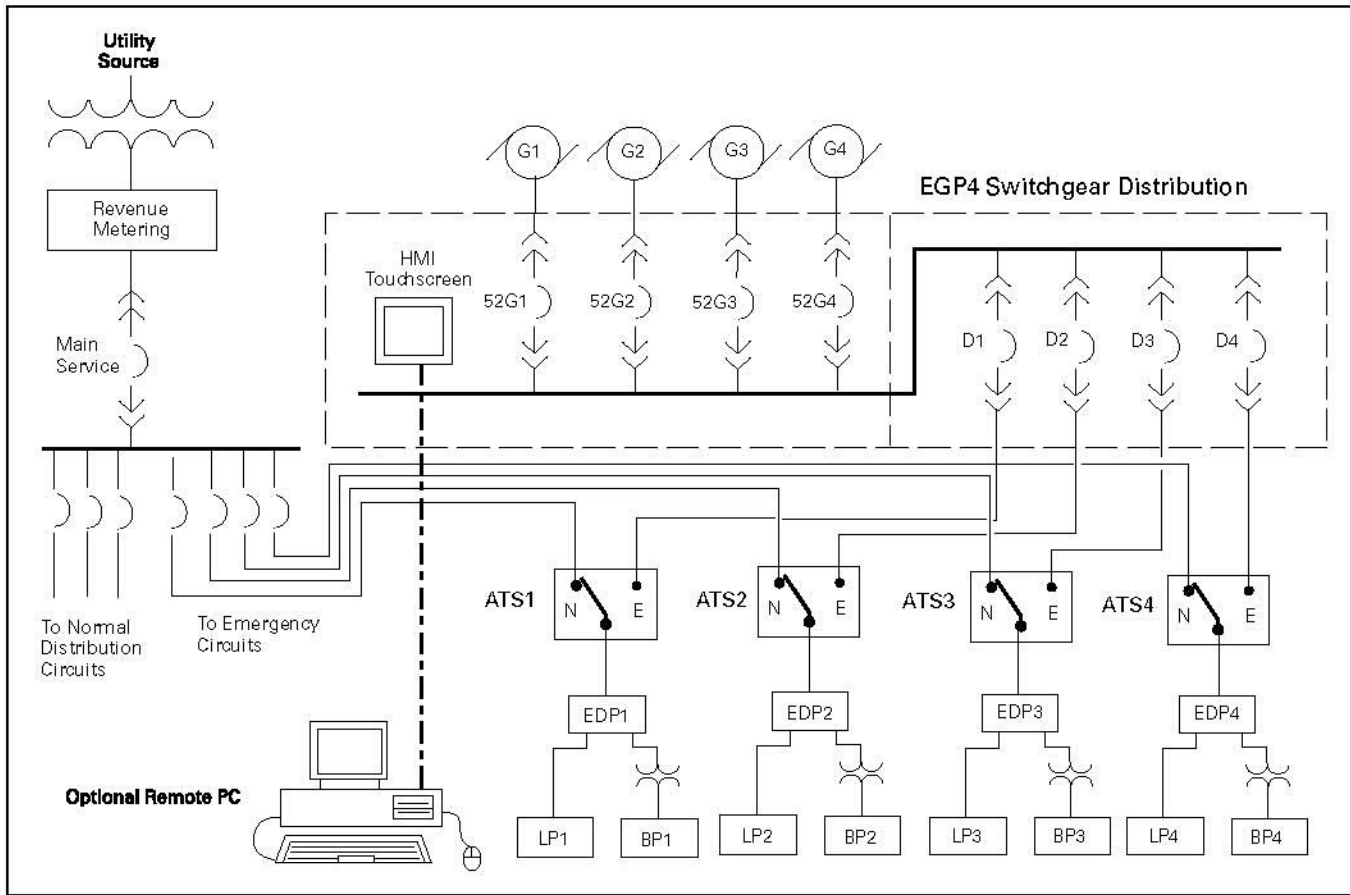 Utility
Source
Revenue
Metering
Main
Service
To Normal
Distribution
Circuits
To Emergency
Circuits
HMI
Touchscreen
G1
G2
G3
G4
52G1
52G2
52G3
52G4
EGP4 Switchgear Distribution
D1
D2
D3
D4
ATS1
N
E
ATS2
N
E
ATS3
N
E
ATS4
N
E
EDP1
EDP2
EDP3
EDP4
Optional Remote PC
LP1
BP1
LP2
BP2
LP3
BP3
LP4
BP4